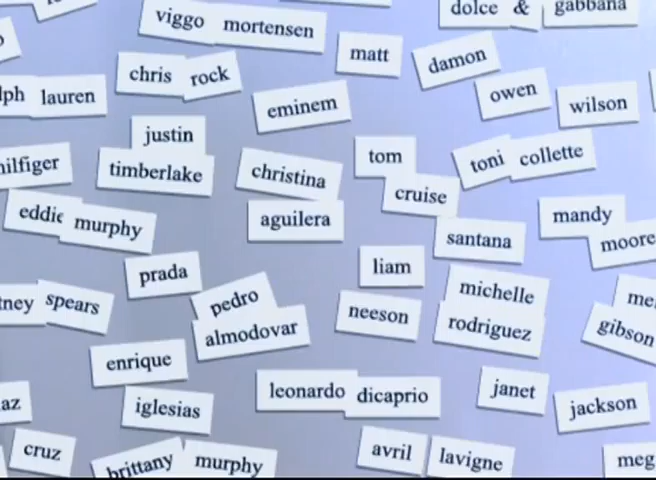 viggo mortensen
dolce & gabbana
matt damon
chris rock
lauren
eminem
owen wilson
justin
timberlake
christina
aguilera
tom
cruise
toni collette
eddie murphy
mandy
moore
santana
prada
liam
neeson
michelle
rodriguez
spears
pedro
almodovar
gibson
enrique
iglesias
leonardo dicaprio
janet
jackson
cruz
brittany murphy
avril lavigne